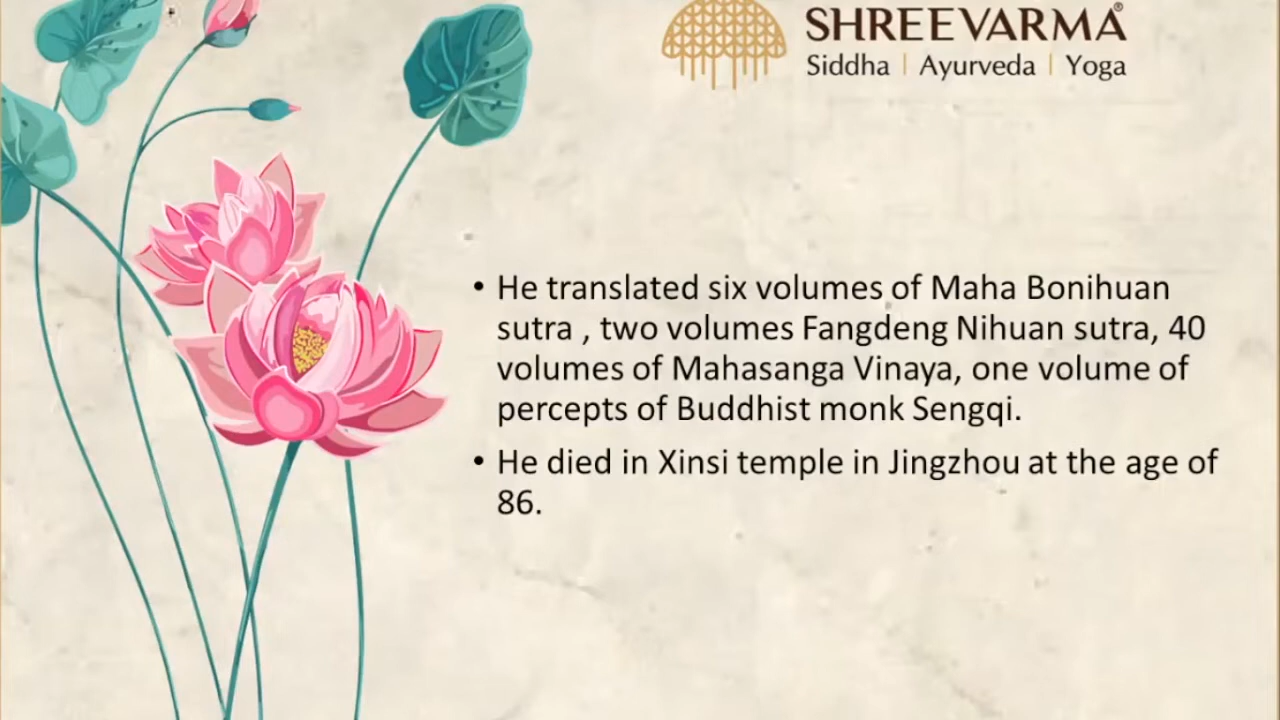 SHREEVARMA®
Siddha | Ayurveda | Yoga
• He translated six volumes of Maha Bonihuan
sutra , two volumes Fangdeng Nihuan sutra, 40
volumes of Mahasanga Vinaya, one volume of
percepts of Buddhist monk Sengqi.
• He died in Xinsi temple in Jingzhou at the age of
86.